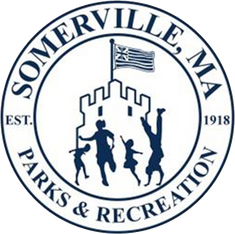 SOMERVILLE, MA
EST. 1918
PARKS & RECREATION